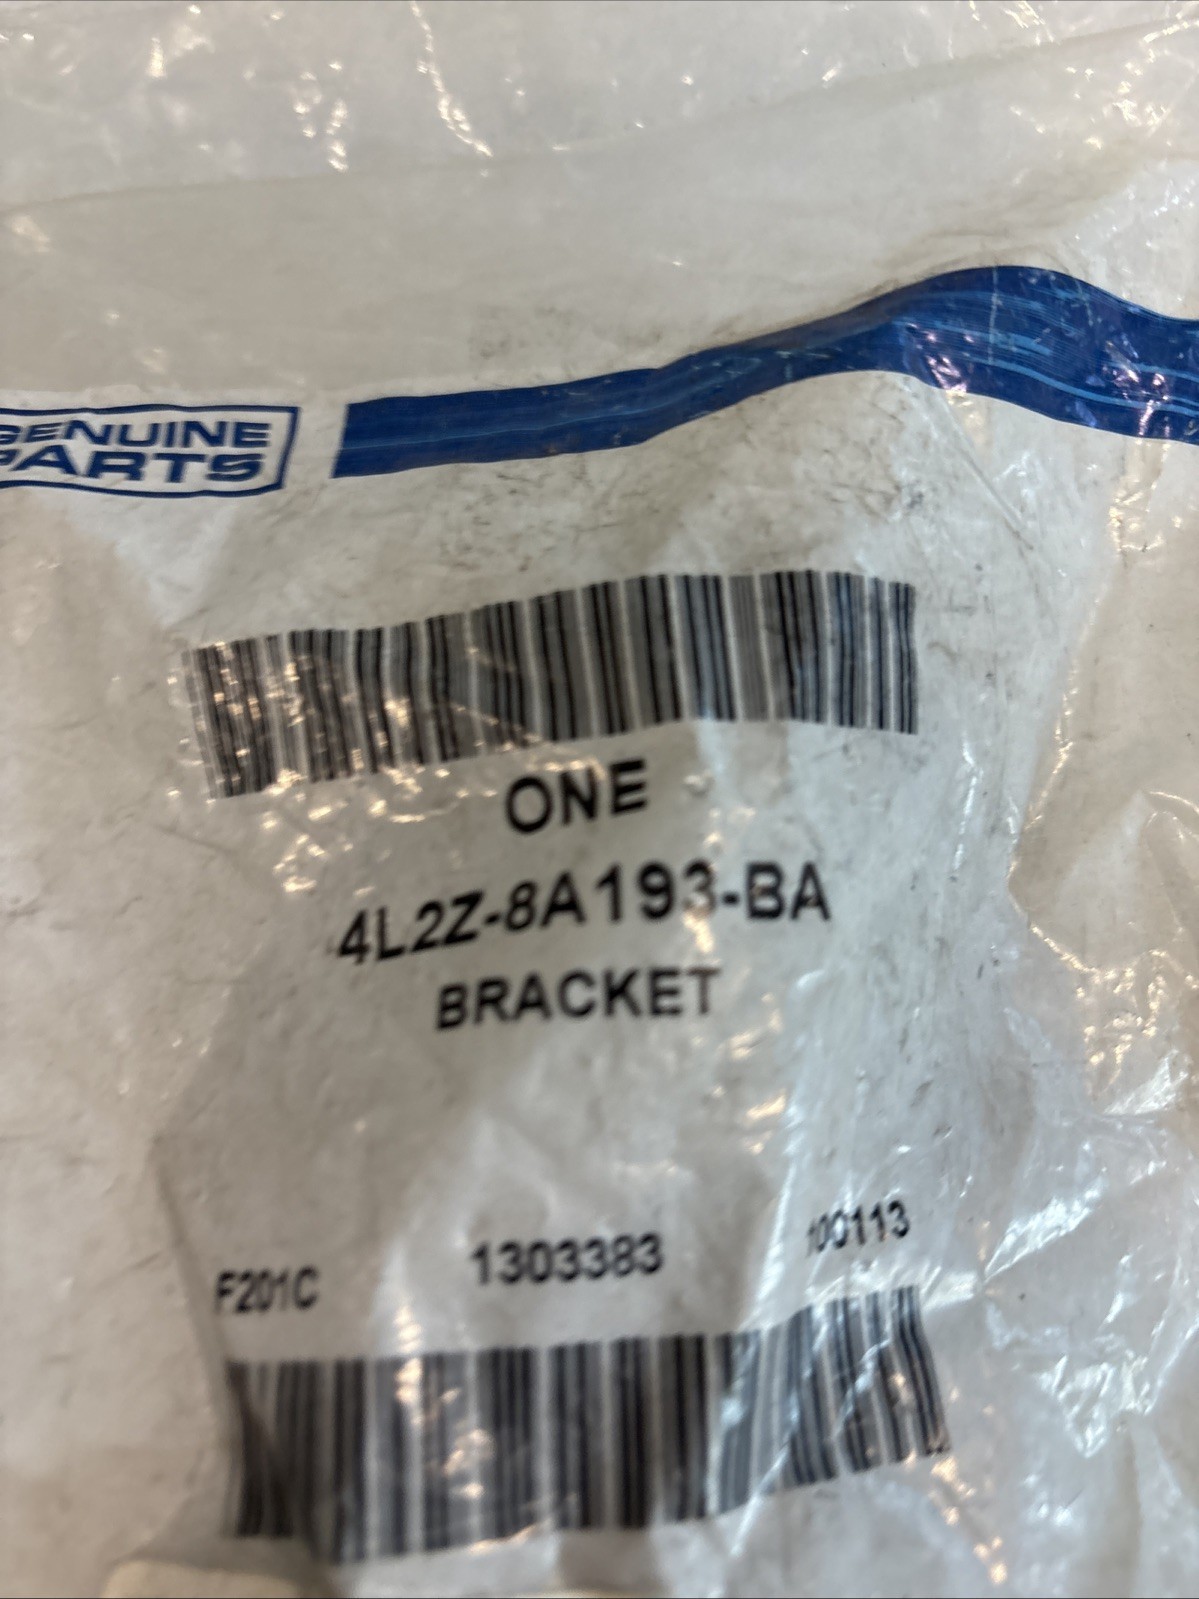 GENUINE
PARTS
ONE
4L2Z-8A193-BA
BRACKET
F201C 1303383 100113